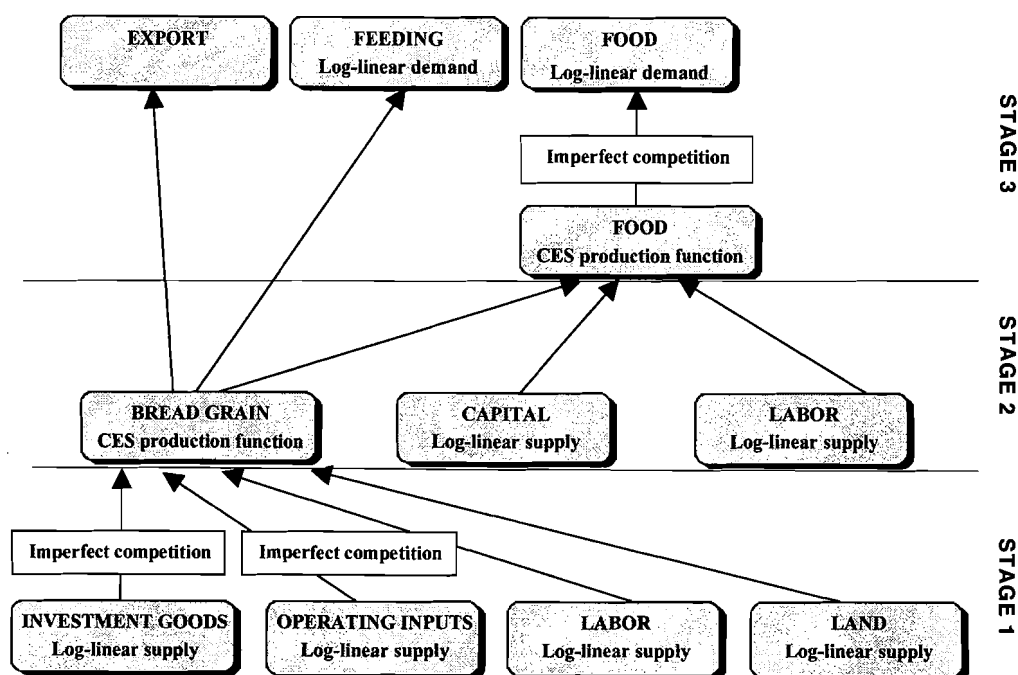 EXPORT
FEEDING
Log-linear demand
FOOD
Log-linear demand
Imperfect competition
FOOD
CES production function
STAGE 3
BREAD GRAIN
CES production function
CAPITAL
Log-linear supply
LABOR
Log-linear supply
STAGE 2
Imperfect competition
Imperfect competition
INVESTMENT GOODS
Log-linear supply
OPERATING INPUTS
Log-linear supply
LABOR
Log-linear supply
LAND
Log-linear supply
STAGE 1